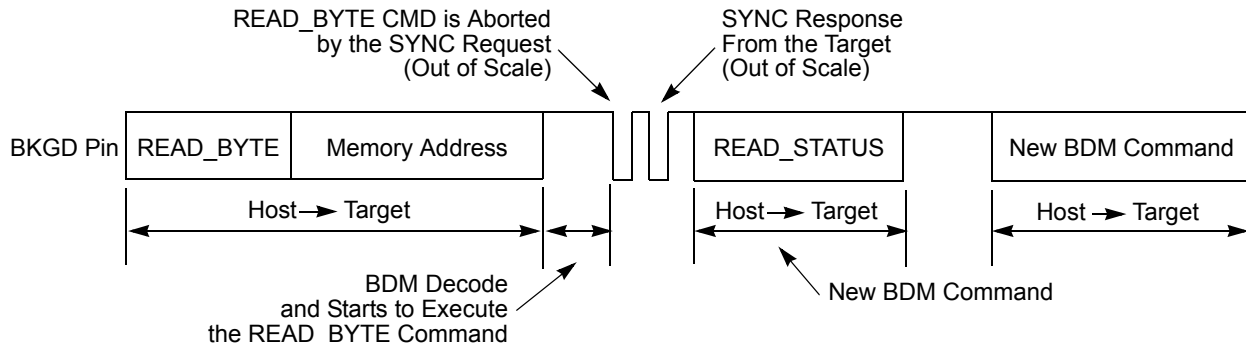 READ_BYTE CMD is Aborted
by the SYNC Request
(Out of Scale)
SYNC Response
From the Target
(Out of Scale)
BKGD Pin
READ_BYTE
Memory Address
READ_STATUS
New BDM Command
Host → Target
Host → Target
Host → Target
BDM Decode
and Starts to Execute
the READ_BYTE Command
New BDM Command